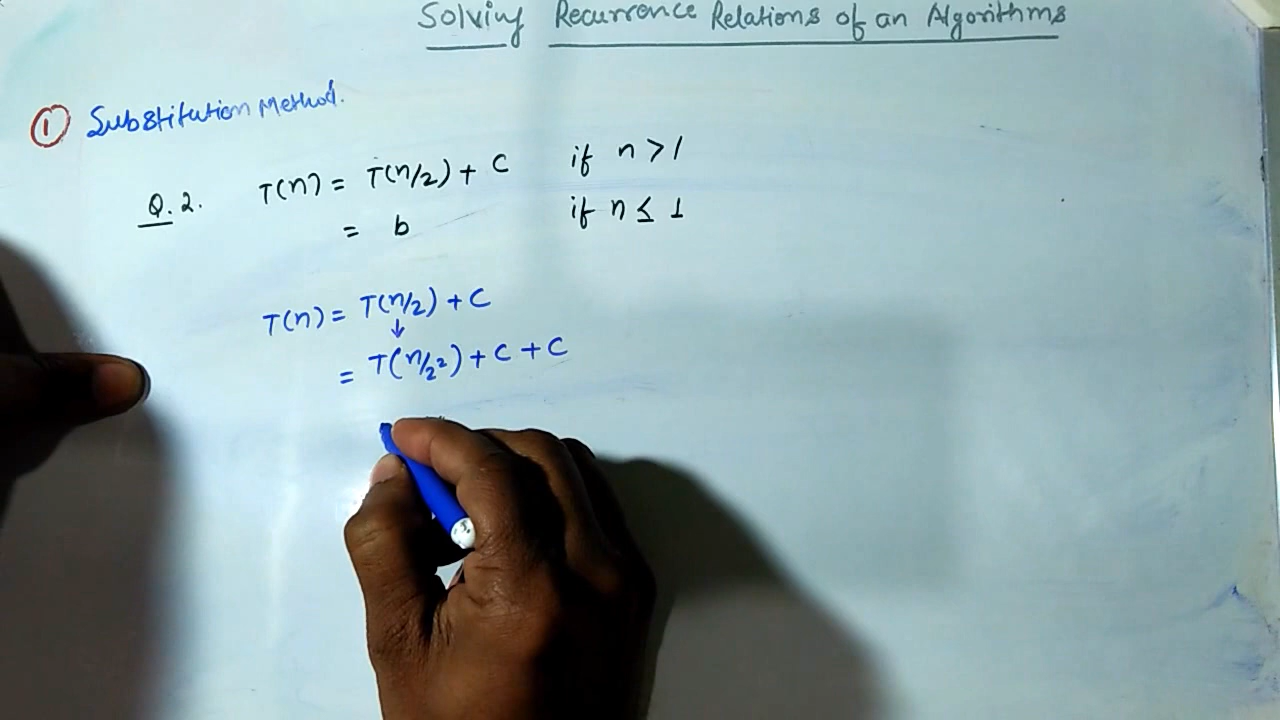 Solving Recurrence Relations of an Algorithms
① Substitution Method.
Q.2. T(n) = T(n/2) + C if n > 1
= b if n ≤ 1
T(n) = T(n/2) + C
↓
= T(n/2²) + C + C